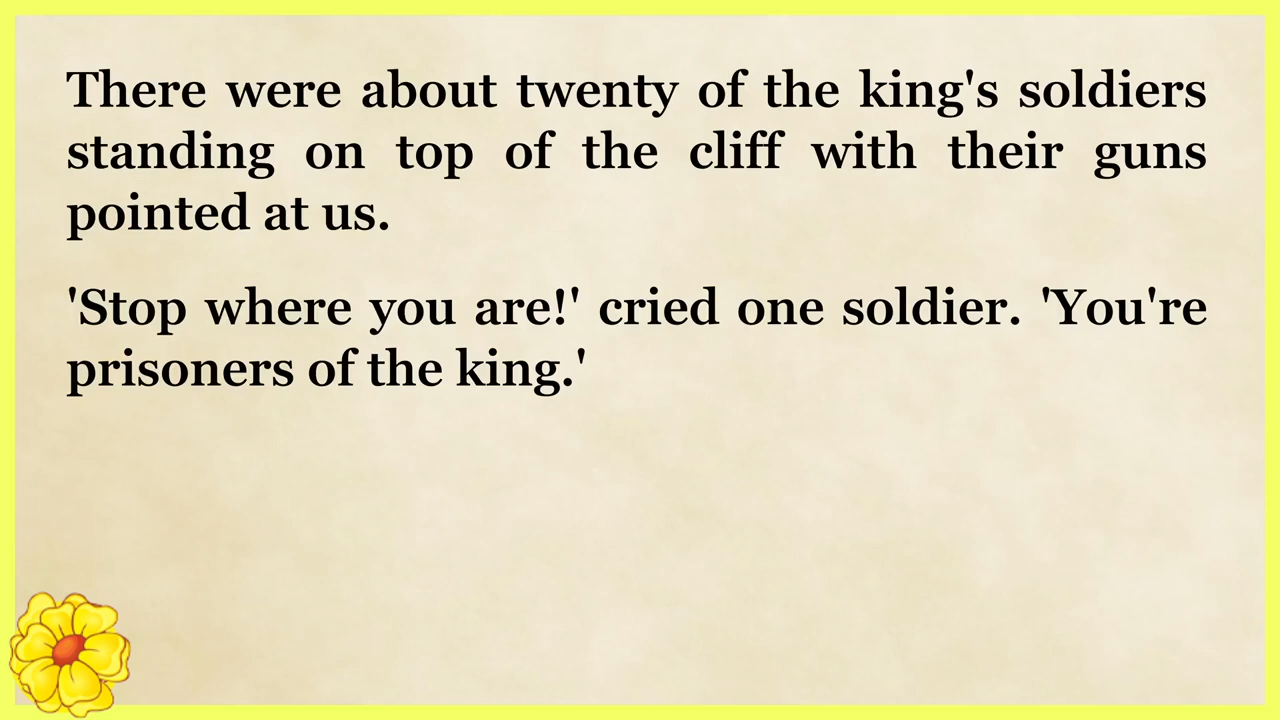 There were about twenty of the king's soldiers
standing on top of the cliff with their guns
pointed at us.
'Stop where you are!' cried one soldier. 'You're
prisoners of the king.'